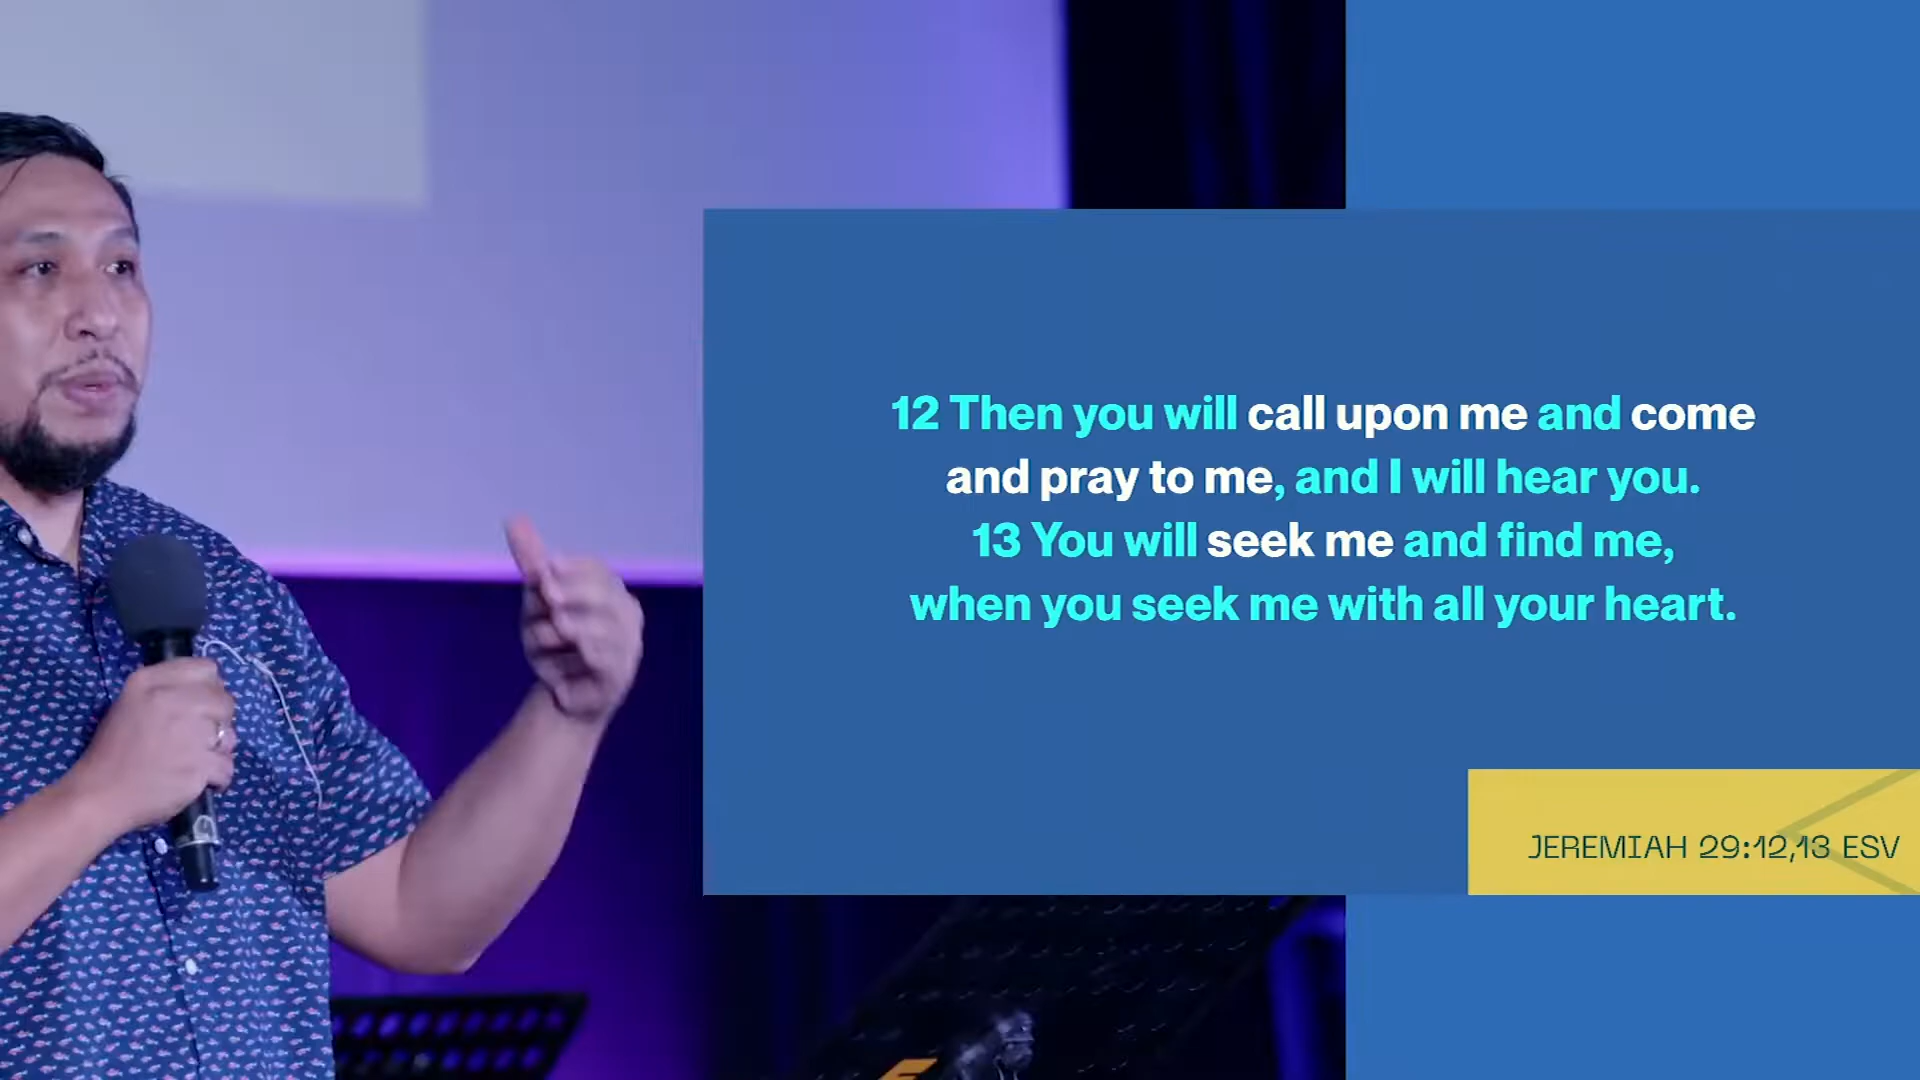 12 Then you will call upon me and come
and pray to me, and I will hear you.
13 You will seek me and find me,
when you seek me with all your heart.
JEREMIAH 29:12,13 ESV